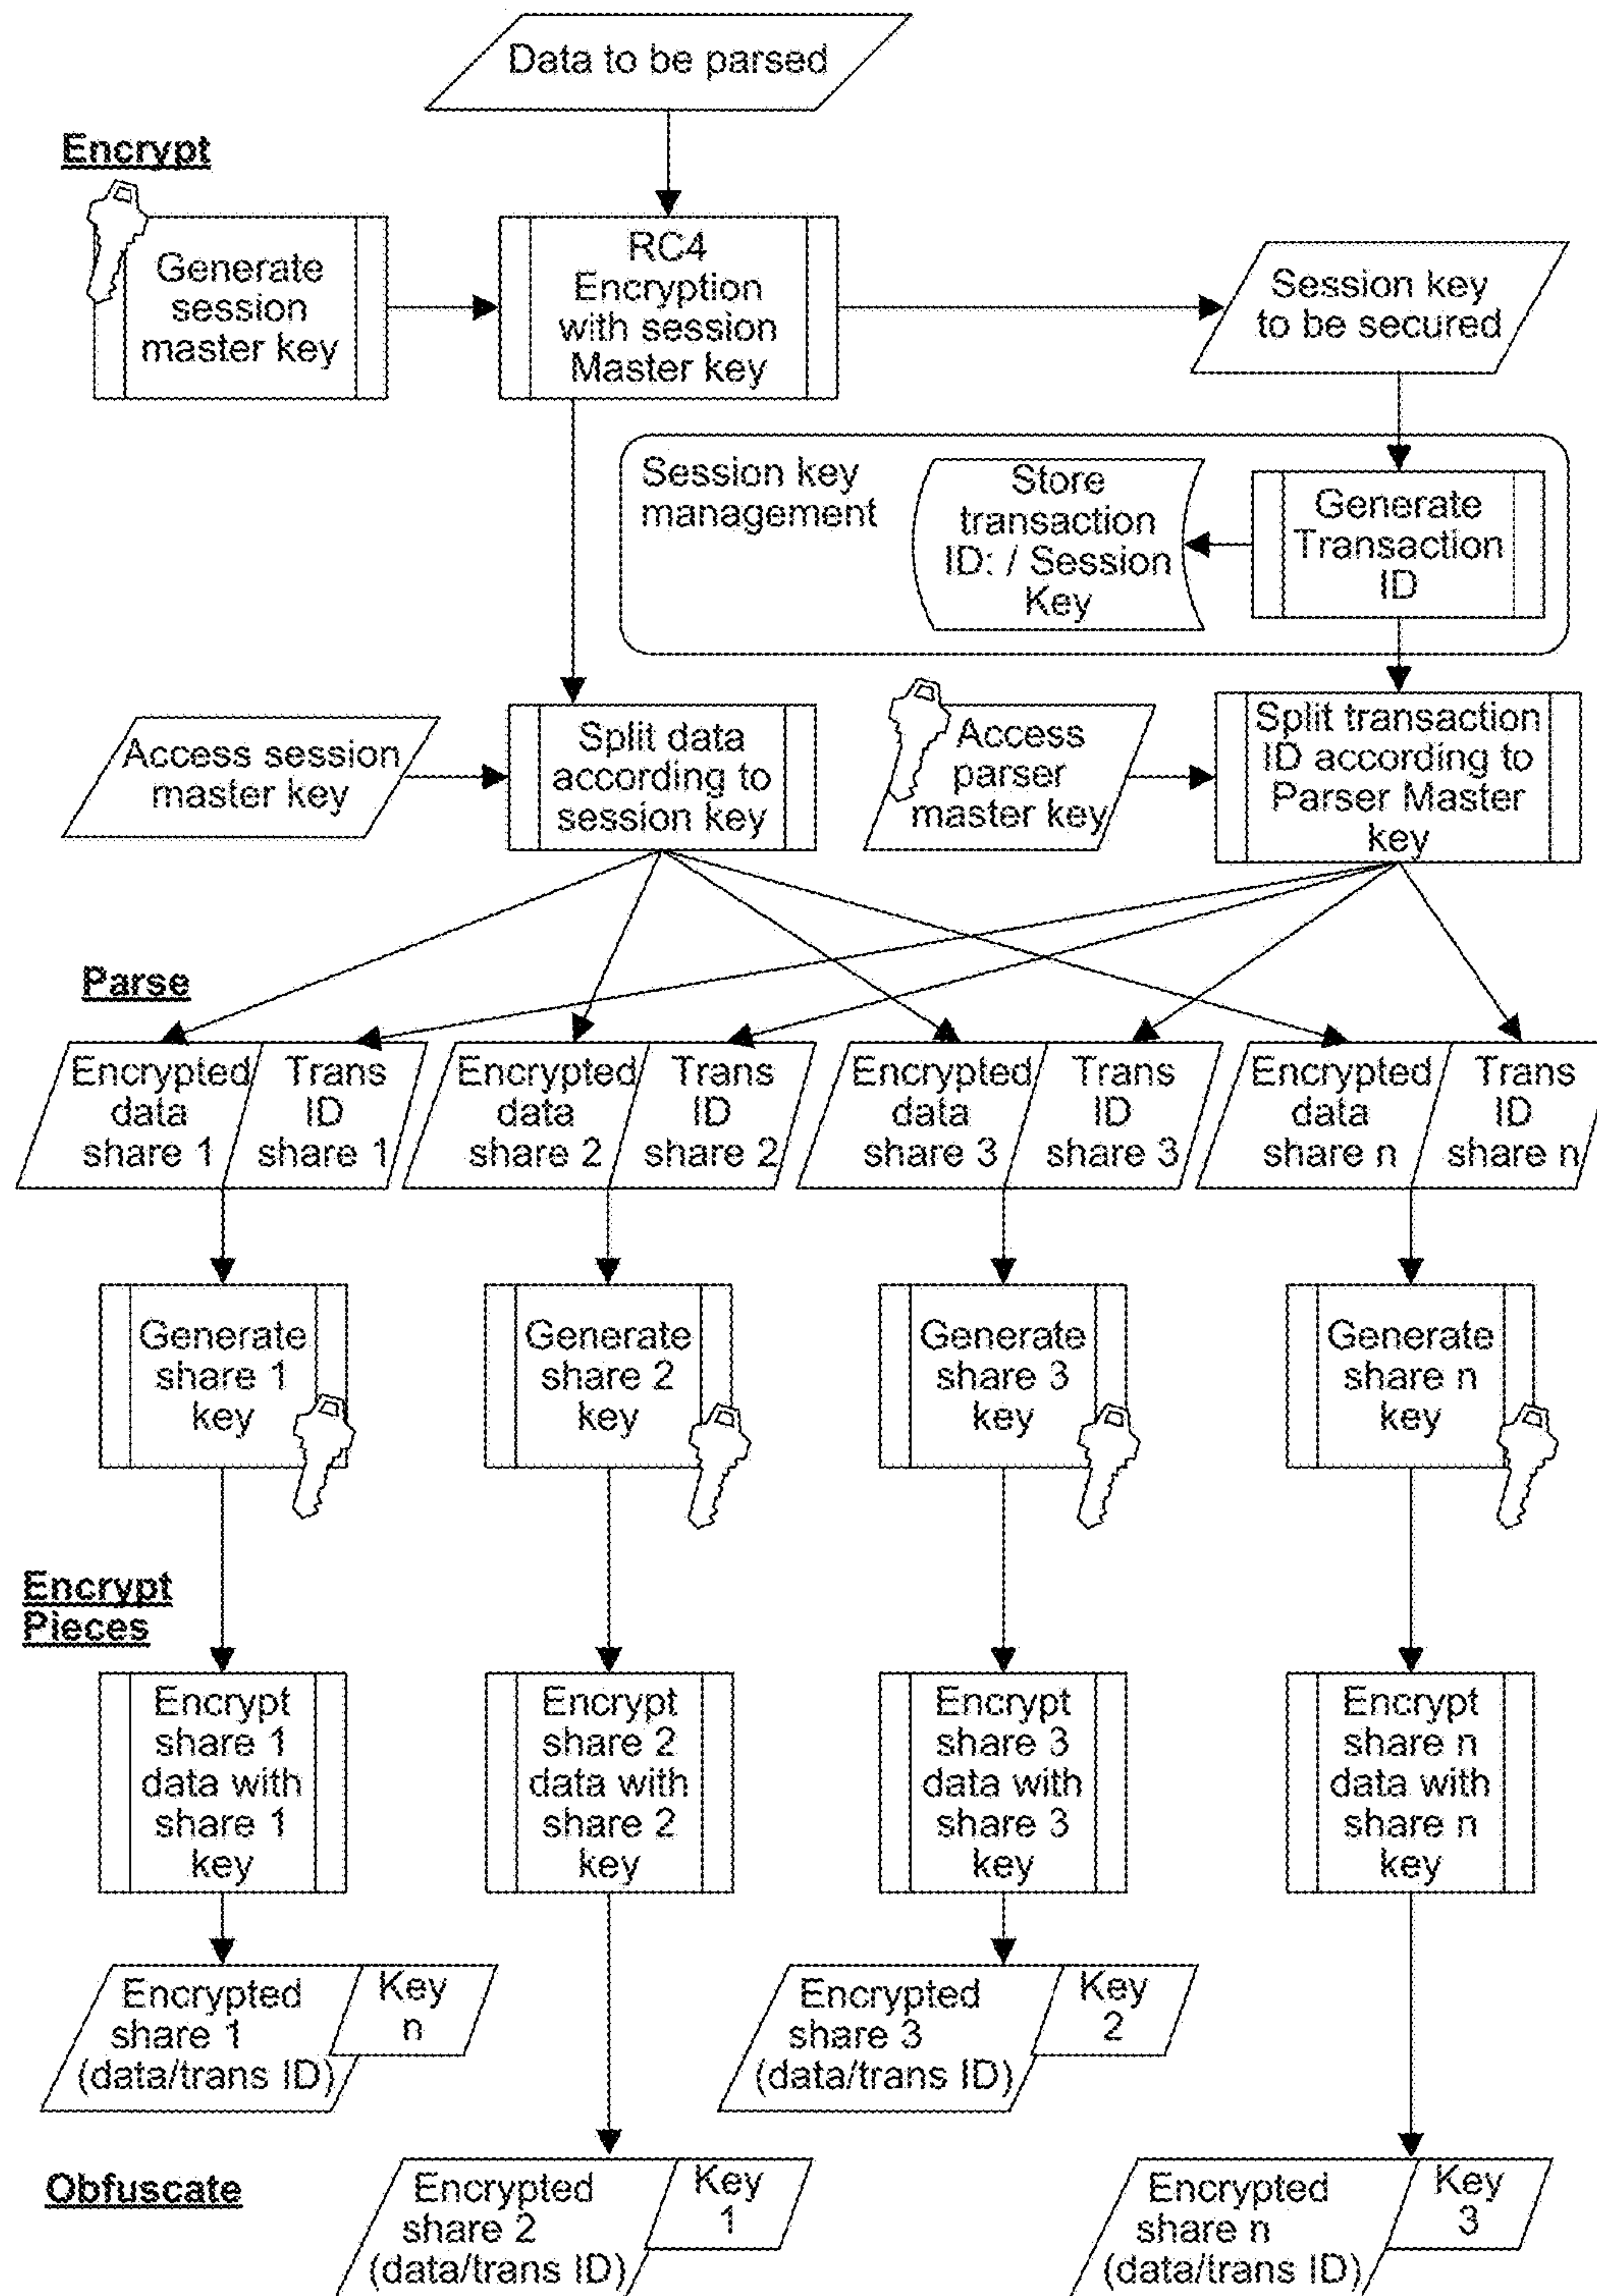 Data to be parsed
Encrypt
Generate
session
master key
RC4
Encryption
with session
Master key
Session key
to be secured
Session key
management
Store
transaction
ID: / Session
Key
Generate
Transaction
ID
Access session
master key
Split data
according to
session key
Access
parser
master key
Split transaction
ID according to
Parser Master
key
Parse
Encrypted
data
share 1
Trans
ID
share 1
Encrypted
data
share 2
Trans
ID
share 2
Encrypted
data
share 3
Trans
ID
share 3
Encrypted
data
share n
Trans
ID
share n
Generate
share 1
key
Generate
share 2
key
Generate
share 3
key
Generate
share n
key
Encrypt
Pieces
Encrypt
share 1
data with
share 1
key
Encrypt
share 2
data with
share 2
key
Encrypt
share 3
data with
share 3
key
Encrypt
share n
data with
share n
key
Encrypted
share 1
(data/trans ID)
Key
n
Encrypted
share 3
(data/trans ID)
Key
2
Obfuscate
Encrypted
share 2
(data/trans ID)
Key
1
Encrypted
share n
(data/trans ID)
Key
3